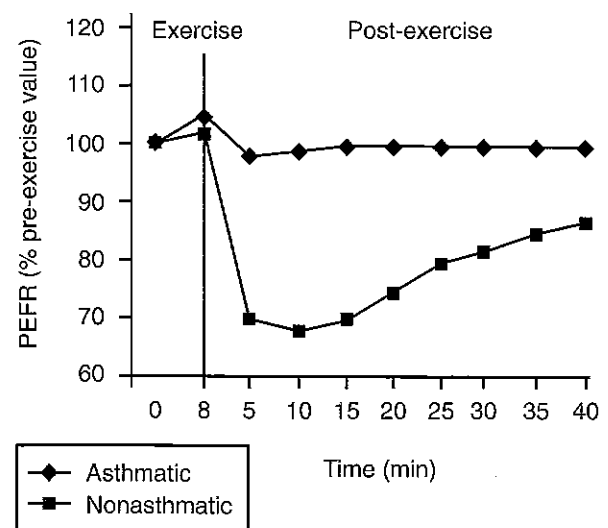 Exercise Post-exercise
PEFR (% pre-exercise value)
120
110
100
90
80
70
60
0 8 5 10 15 20 25 30 35 40
Time (min)
Asthmatic
Nonasthmatic